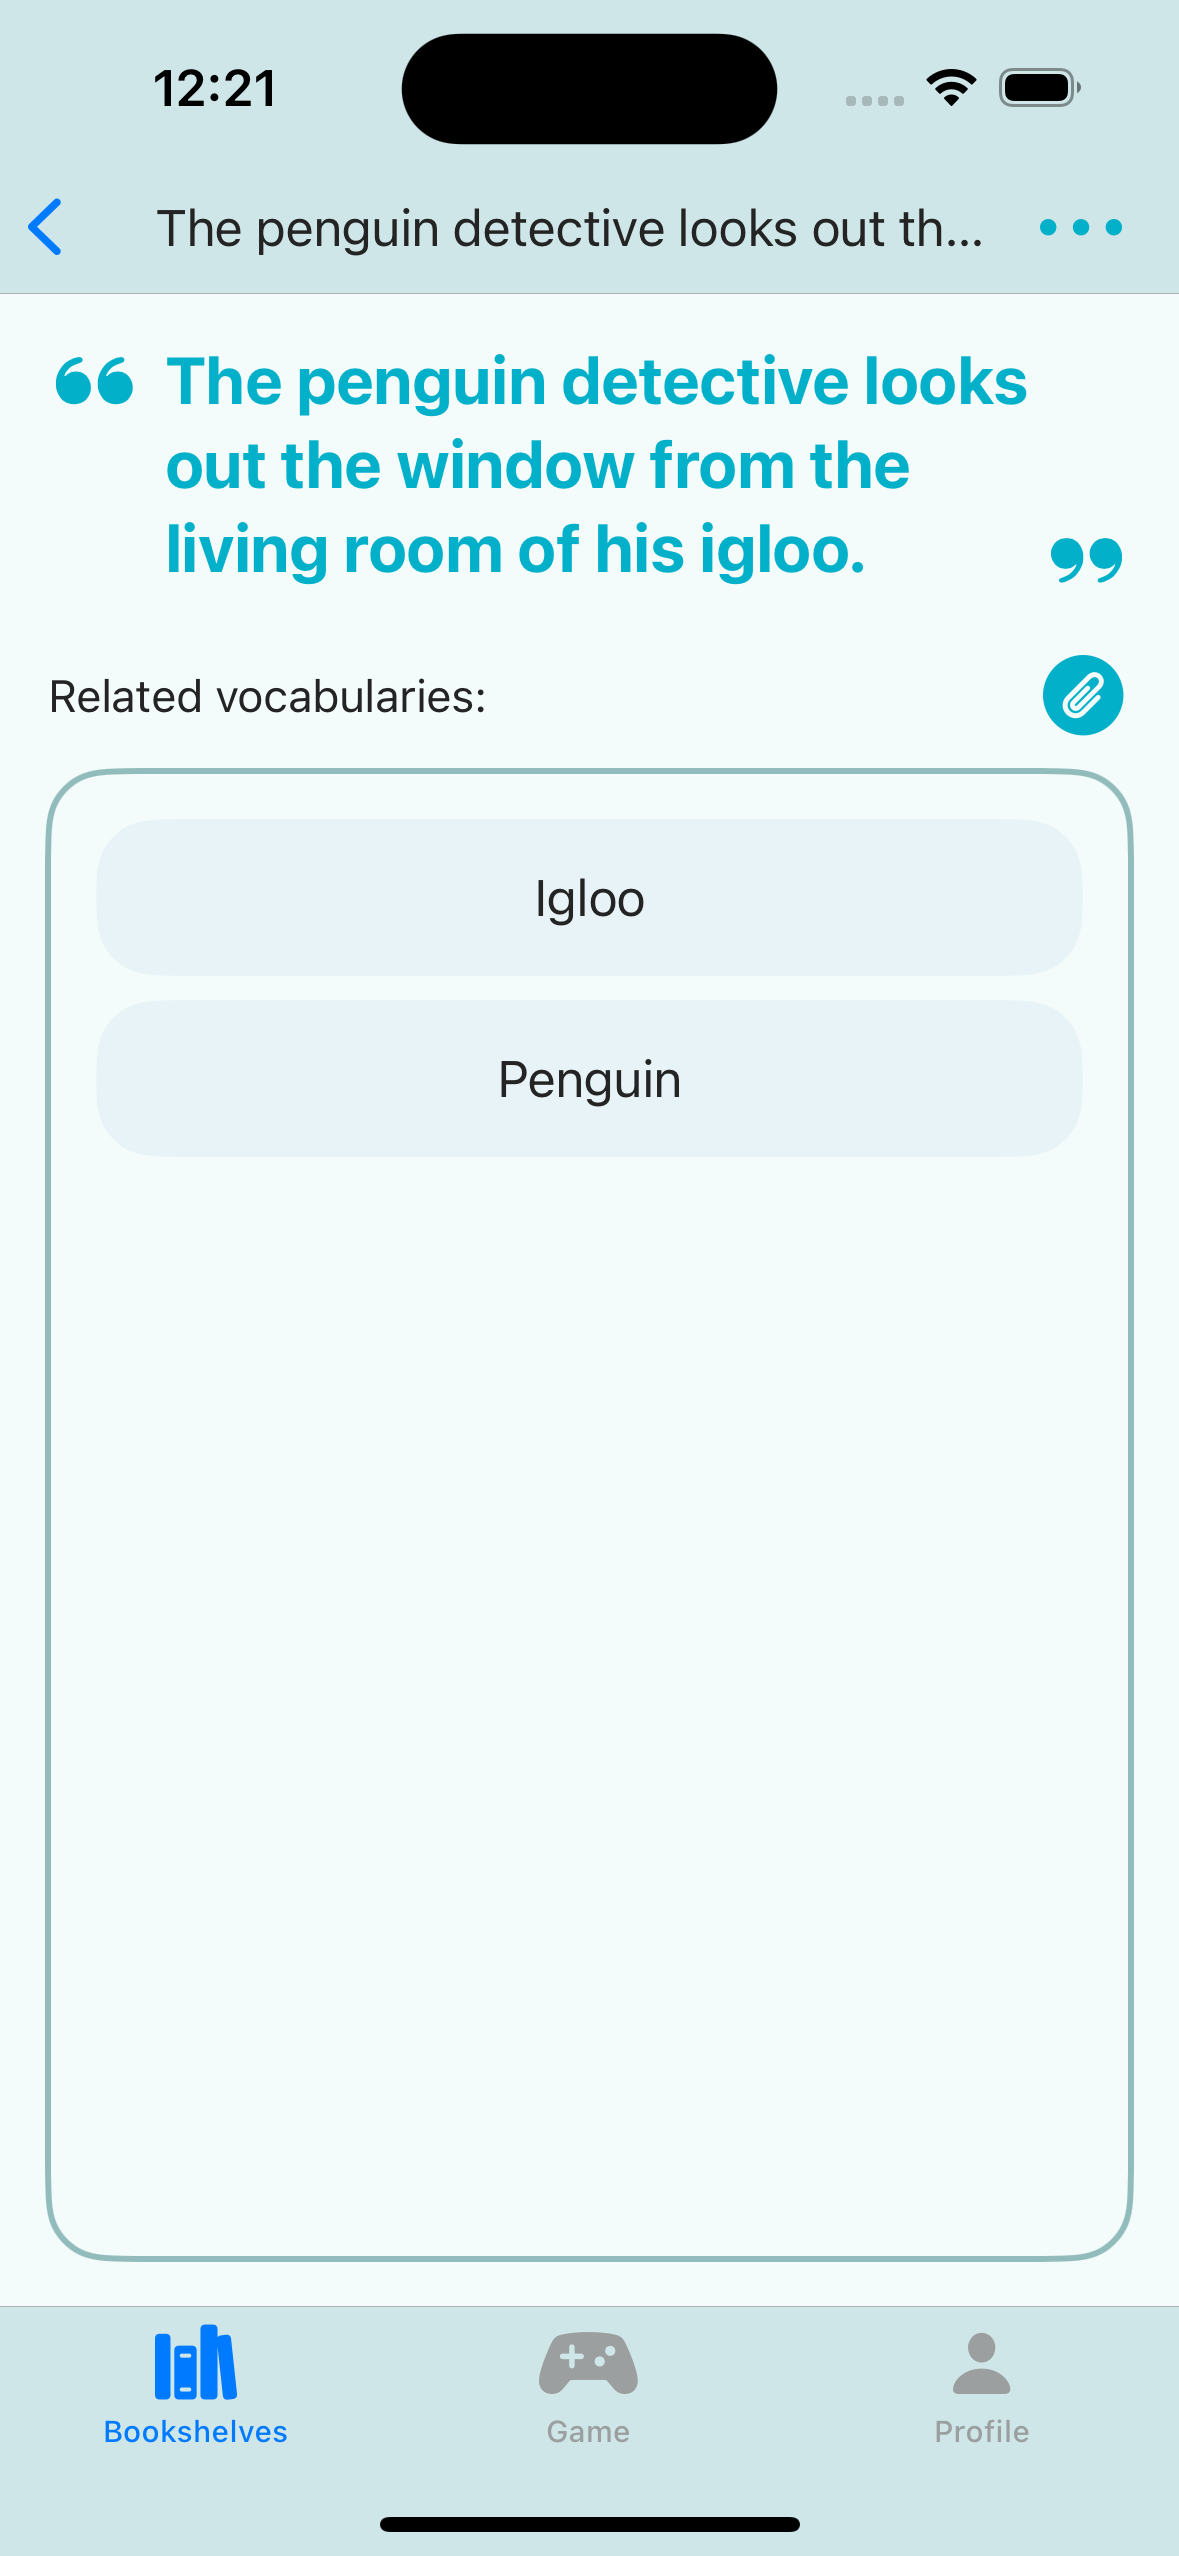 12:21
The penguin detective looks out th...
“ The penguin detective looks
out the window from the
living room of his igloo. ”
Related vocabularies:
Igloo
Penguin
Bookshelves
Game
Profile